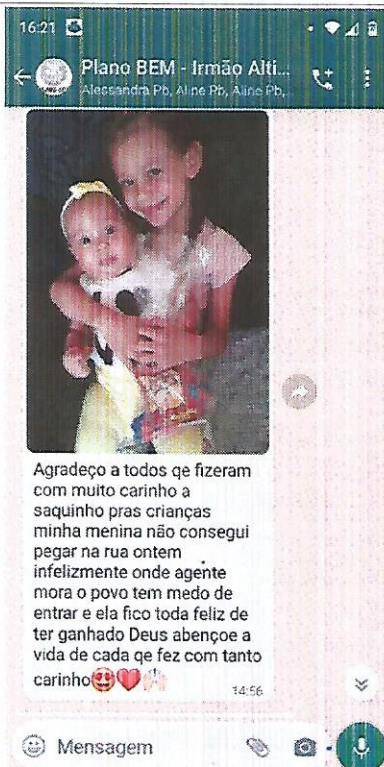 16:21
Plano BEM - Irmão Alti...
Alessandra Pb, Aline Pb, Aline Pb,...
Agradeço a todos qe fizeram
com muito carinho a
saquinho pras crianças
minha menina não consegui
pegar na rua ontem
infelizmente onde agente
mora o povo tem medo de
entrar e ela fico toda feliz de
ter ganhado Deus abençoe a
vida de cada qe fez com tanto
carinho😍❤️🙏
14:56
Mensagem